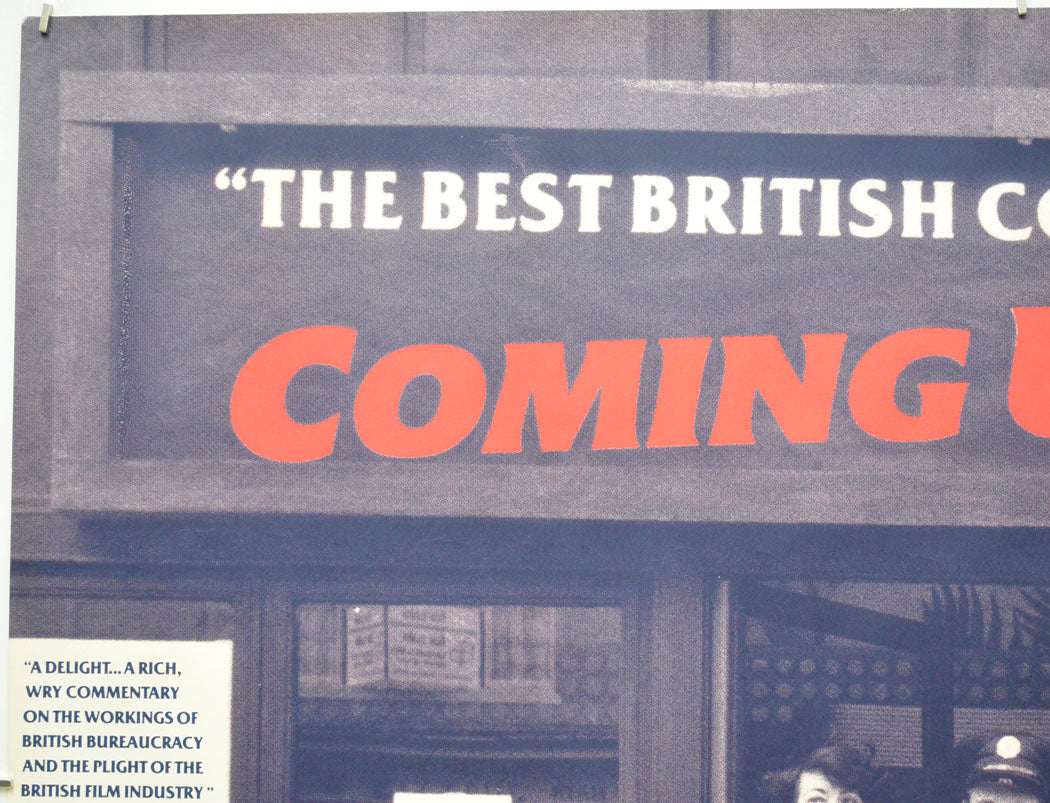 “THE BEST BRITISH
COMING
“A DELIGHT... A RICH,
WRY COMMENTARY
ON THE WORKINGS OF
BRITISH BUREAUCRACY
AND THE PLIGHT OF THE
BRITISH FILM INDUSTRY”